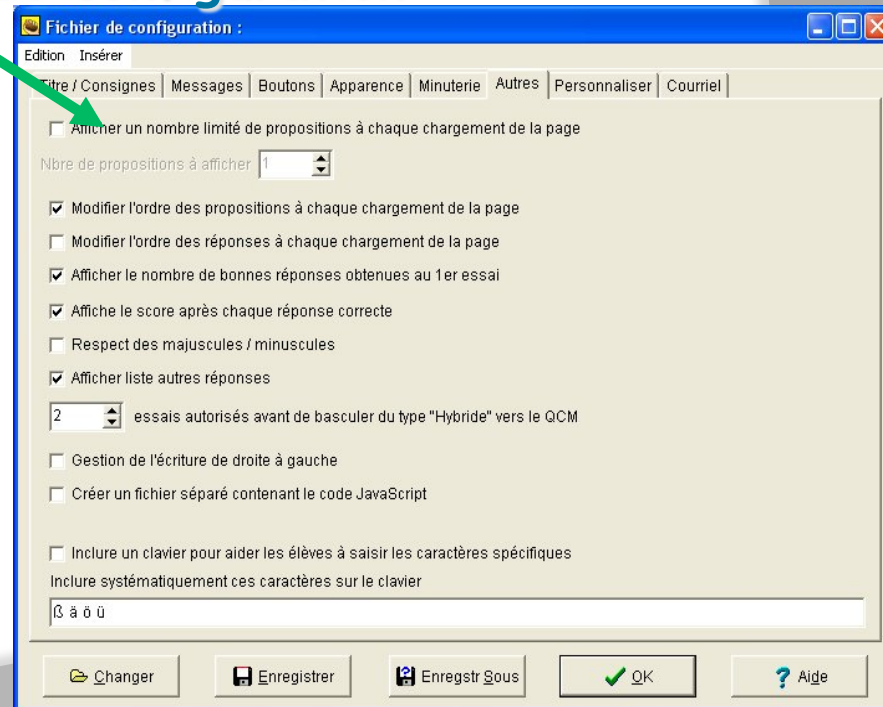 Fichier de configuration :
Edition Insérer
Titre / Consignes Messages Boutons Apparence Minuterie Autres Personnaliser Courriel
Afficher un nombre limité de propositions à chaque chargement de la page
Nbre de propositions à afficher 1
Modifier l'ordre des propositions à chaque chargement de la page
Modifier l'ordre des réponses à chaque chargement de la page
Afficher le nombre de bonnes réponses obtenues au 1er essai
Affiche le score après chaque réponse correcte
Respect des majuscules / minuscules
Afficher liste autres réponses
2 essais autorisés avant de basculer du type "Hybride" vers le QCM
Gestion de l'écriture de droite à gauche
Créer un fichier séparé contenant le code JavaScript
Inclure un clavier pour aider les élèves à saisir les caractères spécifiques
Inclure systématiquement ces caractères sur le clavier
ß ä ö ü
Changer Enregistrer Enregstr Sous OK Aide